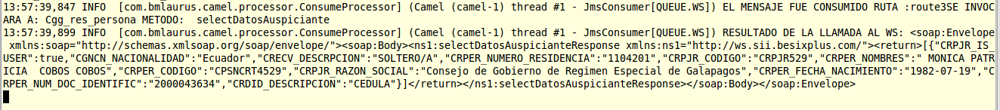 13:57:39,847 INFO  [com.bmlaurus.camel.processor.ConsumeProcessor] (Camel (camel-1) thread #1 - JmsConsumer[QUEUE.WS]) EL MENSAJE FUE CONSUMIDO RUTA :route3SE INVOC
ARA A: Cgg_res_persona METODO:  selectDatosAuspiciante
13:57:39,899 INFO  [com.bmlaurus.camel.processor.ConsumeProcessor] (Camel (camel-1) thread #1 - JmsConsumer[QUEUE.WS]) RESULTADO DE LA LLAMADA AL WS: <soap:Envelope
 xmlns:soap="http://schemas.xmlsoap.org/soap/envelope/"><soap:Body><ns1:selectDatosAuspicianteResponse xmlns:ns1="http://ws.sii.besixplus.com/"><return>[{"CRPJR_IS_
USER":true,"CGNCN_NACIONALIDAD":"Ecuador","CRECV_DESCRPCION":"SOLTERO/A","CRPER_NUMERO_RESIDENCIA":"1104201","CRPJR_CODIGO":"CRPJR529","CRPER_NOMBRES":" MONICA PATR
ICIA  COBOS COBOS","CRPER_CODIGO":"CPSNCRT4529","CRPJR_RAZON_SOCIAL":"Consejo de Gobierno de Regimen Especial de Galapagos","CRPER_FECHA_NACIMIENTO":"1982-07-19","C
RPER_NUM_DOC_IDENTIFIC":"2000043634","CRDID_DESCRIPCION":"CEDULA"}]</return></ns1:selectDatosAuspicianteResponse></soap:Body></soap:Envelope>